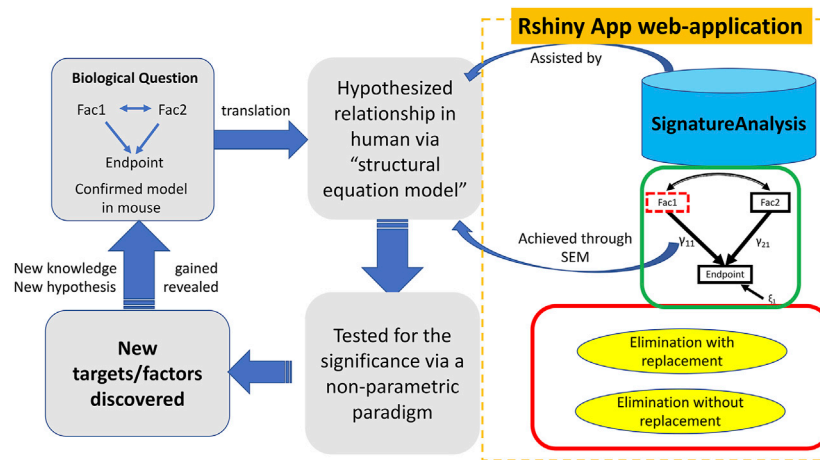 Rshiny App web-application
Biological Question
Fac1
Fac2
Endpoint
Confirmed model
in mouse
translation
Hypothesized
relationship in
human via
“structural
equation model”
Assisted by
SignatureAnalysis
Fac1
Fac2
γ11
γ21
Endpoint
ξ1
Achieved through
SEM
New knowledge gained
New hypothesis revealed
New
targets/factors
discovered
Tested for the
significance via a
non-parametric
paradigm
Elimination with
replacement
Elimination without
replacement